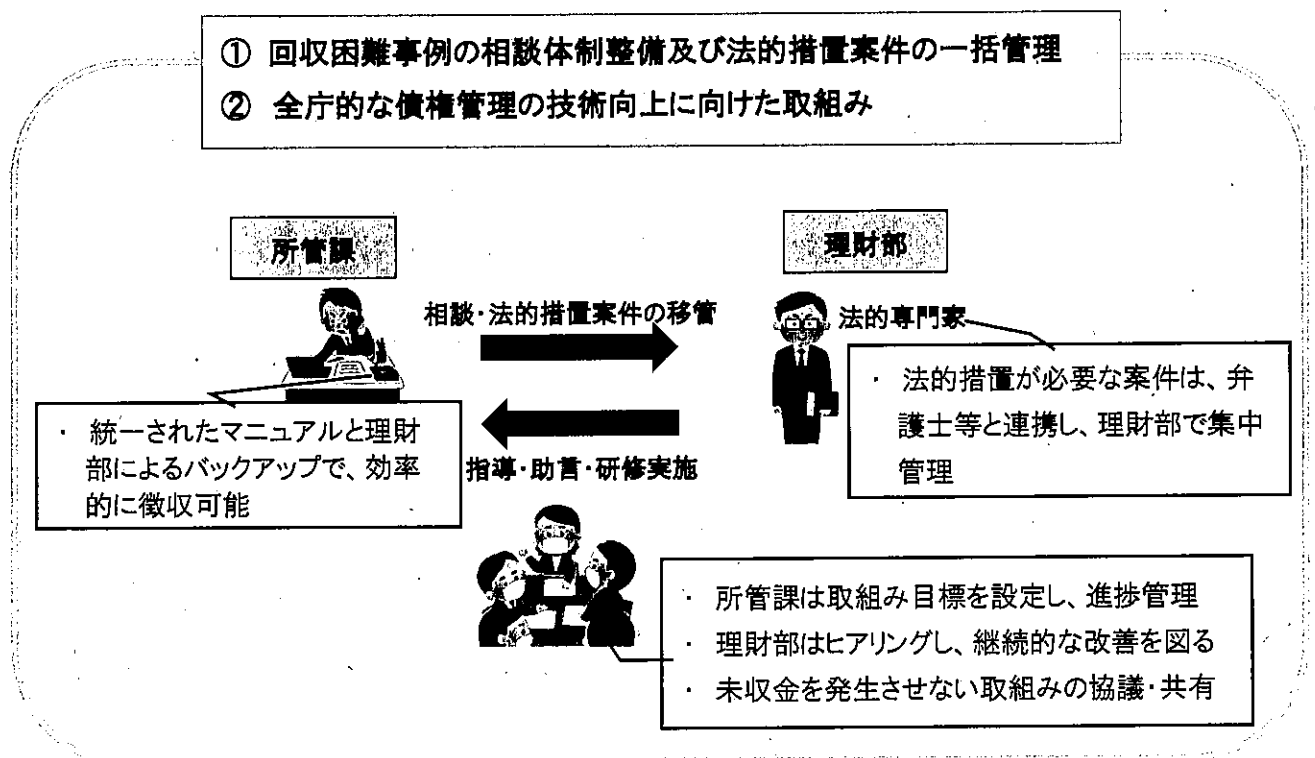 ① 回収困難事例の相談体制整備及び法的措置案件の一括管理
② 全庁的な債権管理の技術向上に向けた取組み
所管課
理財部
相談・法的措置案件の移管
法的専門家
・ 法的措置が必要な案件は、弁
護士等と連携し、理財部で集中
管理
・ 統一されたマニュアルと理財
部によるバックアップで、効率
的に徴収可能
指導・助言・研修実施
・ 所管課は取組み目標を設定し、進捗管理
・ 理財部はヒアリングし、継続的な改善を図る
・ 未収金を発生させない取組みの協議・共有